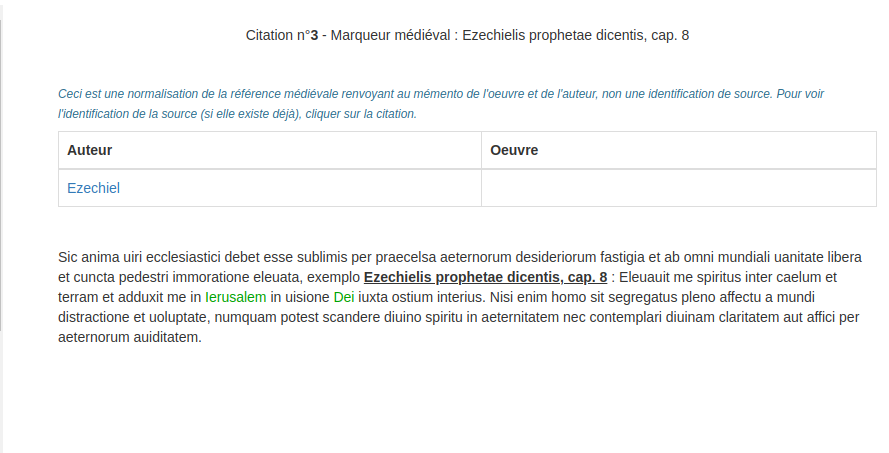 Citation n°3 - Marqueur médiéval : Ezechielis prophetae dicentis, cap. 8
Ceci est une normalisation de la référence médiévale renvoyant au mémento de l'oeuvre et de l'auteur, non une identification de source. Pour voir
l'identification de la source (si elle existe déjà), cliquer sur la citation.
Auteur Oeuvre
Ezechiel
Sic anima uiri ecclesiastici debet esse sublimis per praecelsa aeternorum desideriorum fastigia et ab omni mundiali uanitate libera
et cuncta pedestri immoratione eleuata, exemplo Ezechielis prophetae dicentis, cap. 8 : Eleuauit me spiritus inter caelum et
terram et adduxit me in Ierusalem in uisione Dei iuxta ostium interius. Nisi enim homo sit segregatus pleno affectu a mundi
distractione et uoluptate, numquam potest scandere diuino spiritu in aeternitatem nec contemplari diuinam claritatem aut affici per
aeternorum auiditatem.